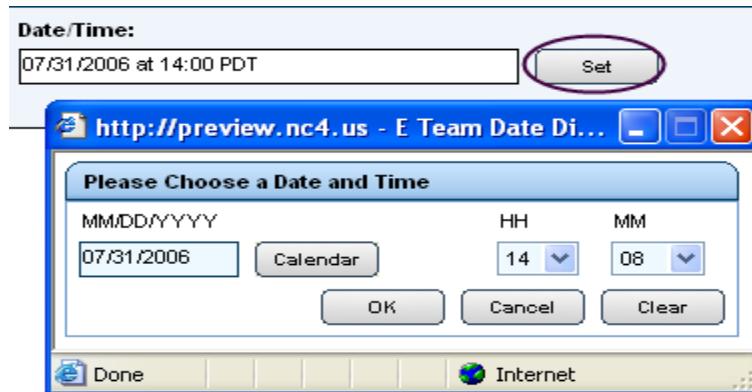 Date/Time:
07/31/2006 at 14:00 PDT Set
http://preview.nc4.us - E Team Date Di...
Please Choose a Date and Time
MM/DD/YYYY HH MM
07/31/2006 Calendar 14 08
OK Cancel Clear
Done Internet